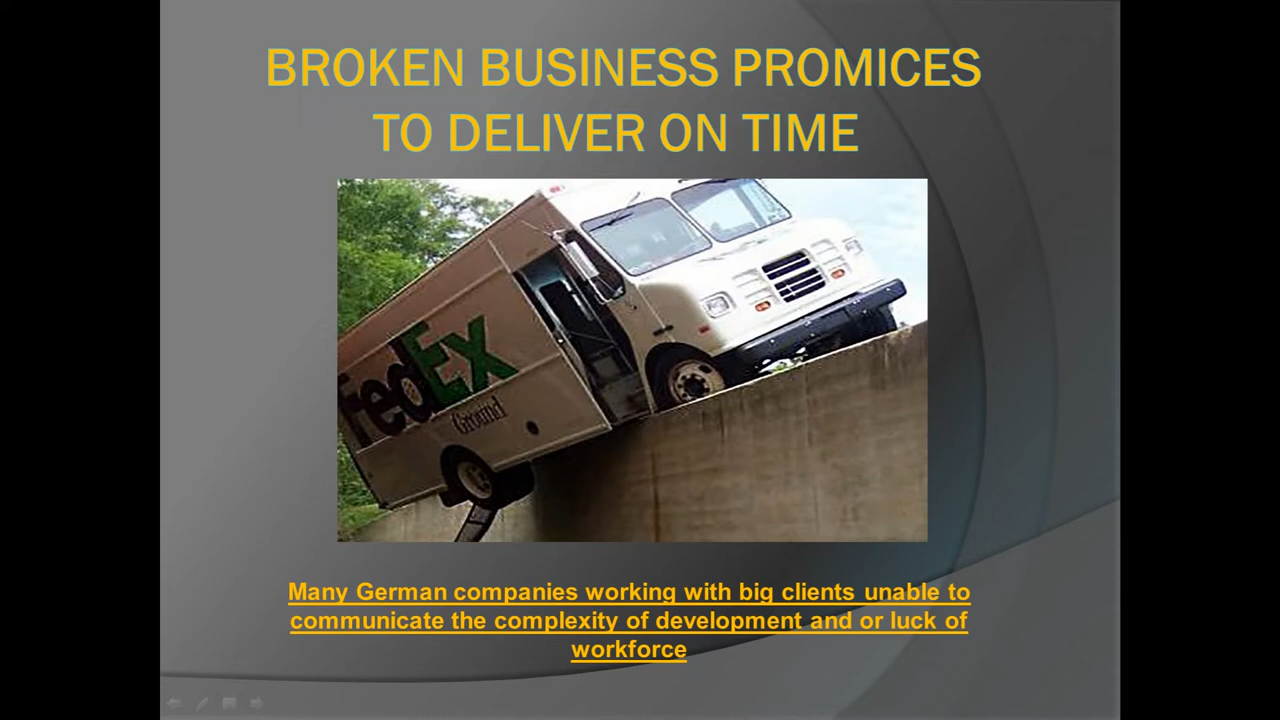 BROKEN BUSINESS PROMICES
TO DELIVER ON TIME
FedEx
Ground
Many German companies working with big clients unable to
communicate the complexity of development and or luck of
workforce